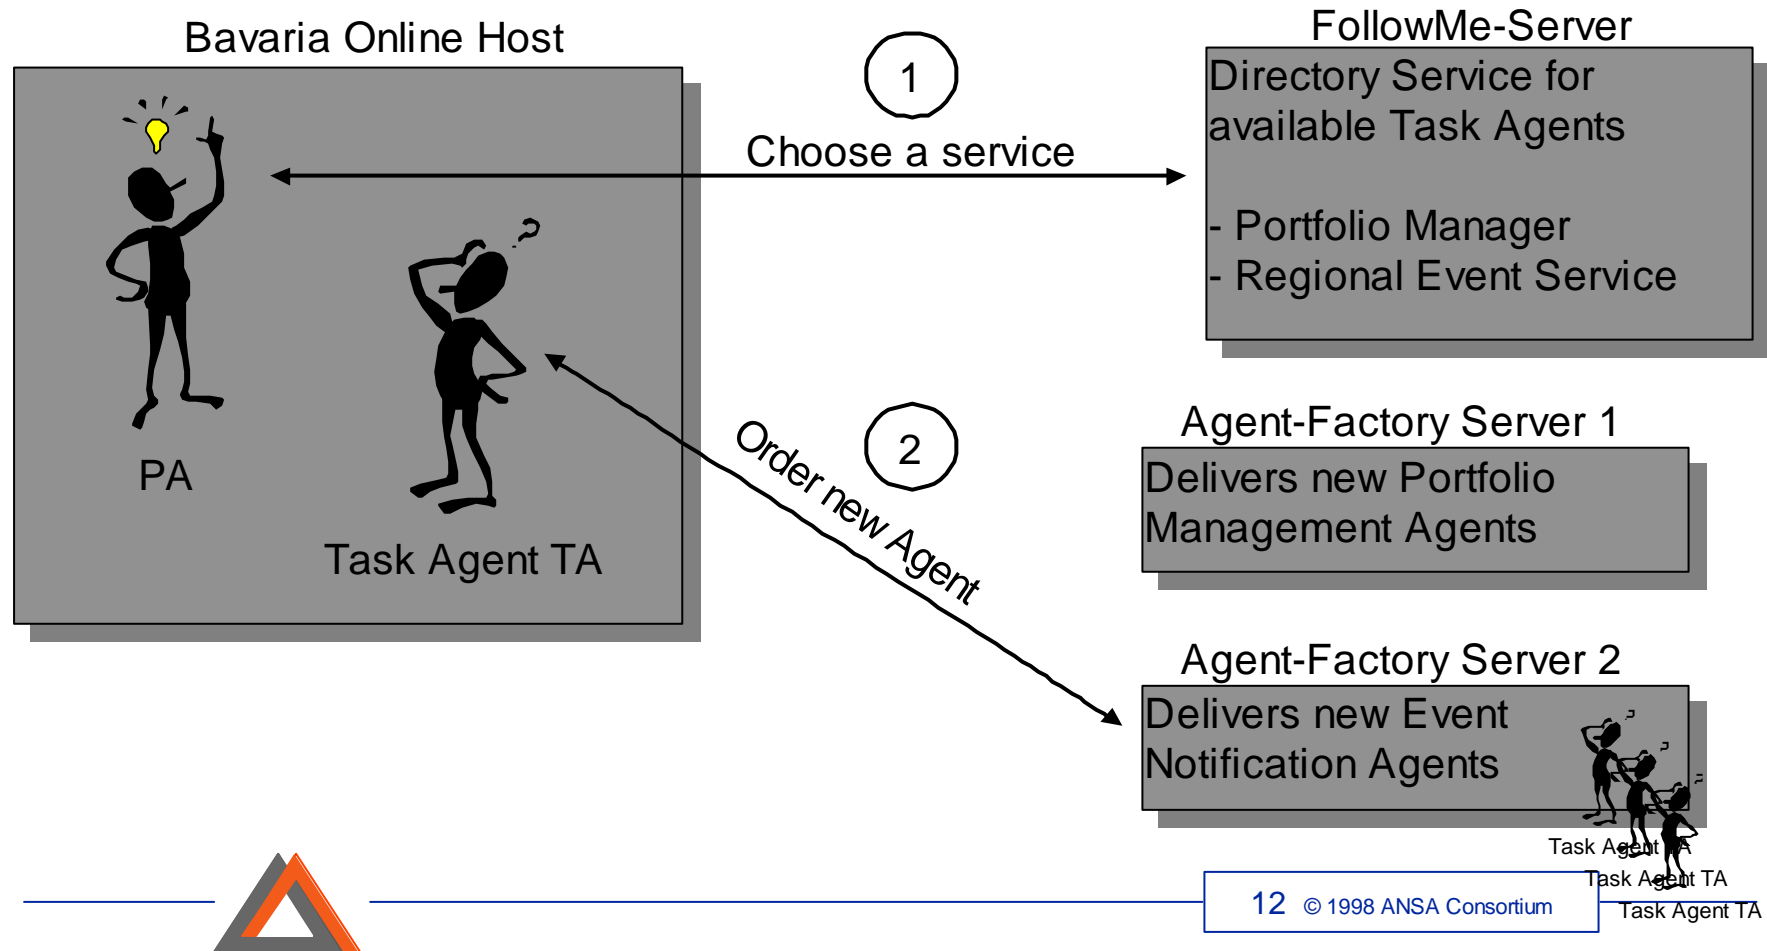 Bavaria Online Host
PA
Task Agent TA
1
Choose a service
2
Order new Agent
FollowMe-Server
Directory Service for
available Task Agents
- Portfolio Manager
- Regional Event Service
Agent-Factory Server 1
Delivers new Portfolio
Management Agents
Agent-Factory Server 2
Delivers new Event
Notification Agents
Task Agent TA
Task Agent TA
Task Agent TA
12 © 1998 ANSA Consortium